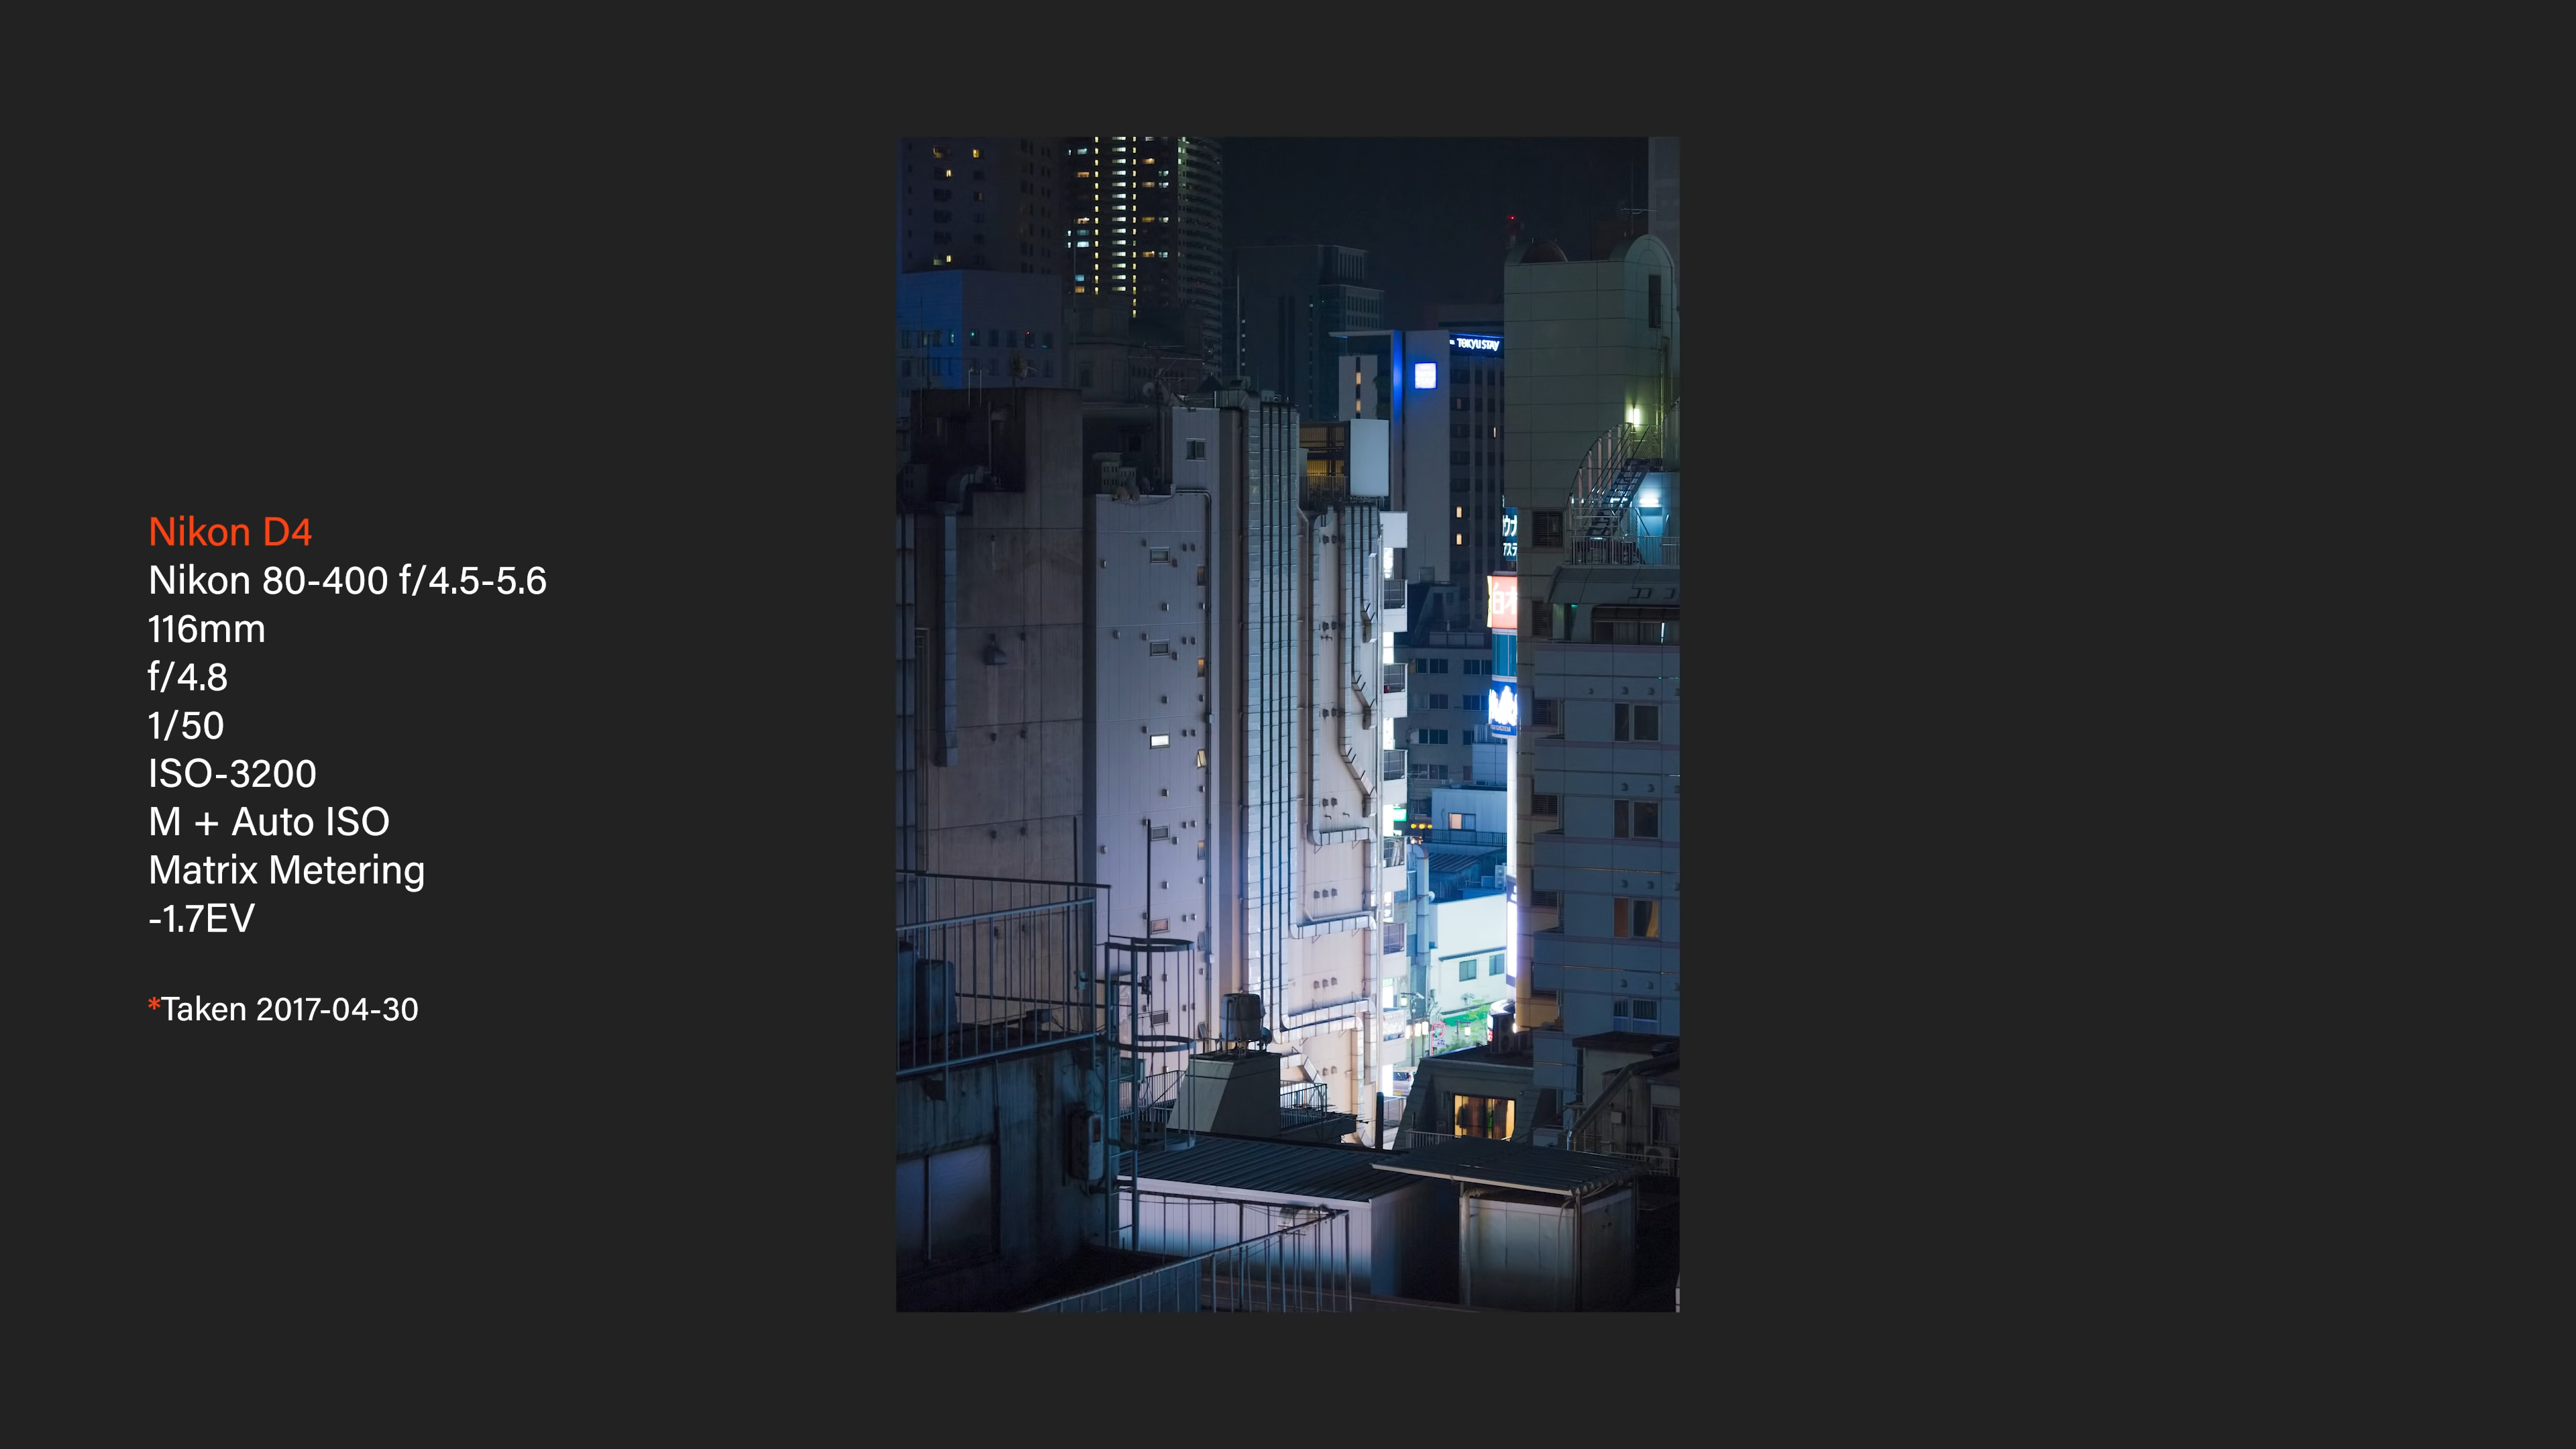 Nikon D4
Nikon 80-400 f/4.5-5.6
116mm
f/4.8
1/50
ISO-3200
M + Auto ISO
Matrix Metering
-1.7EV
*Taken 2017-04-30
TOKYU STAY